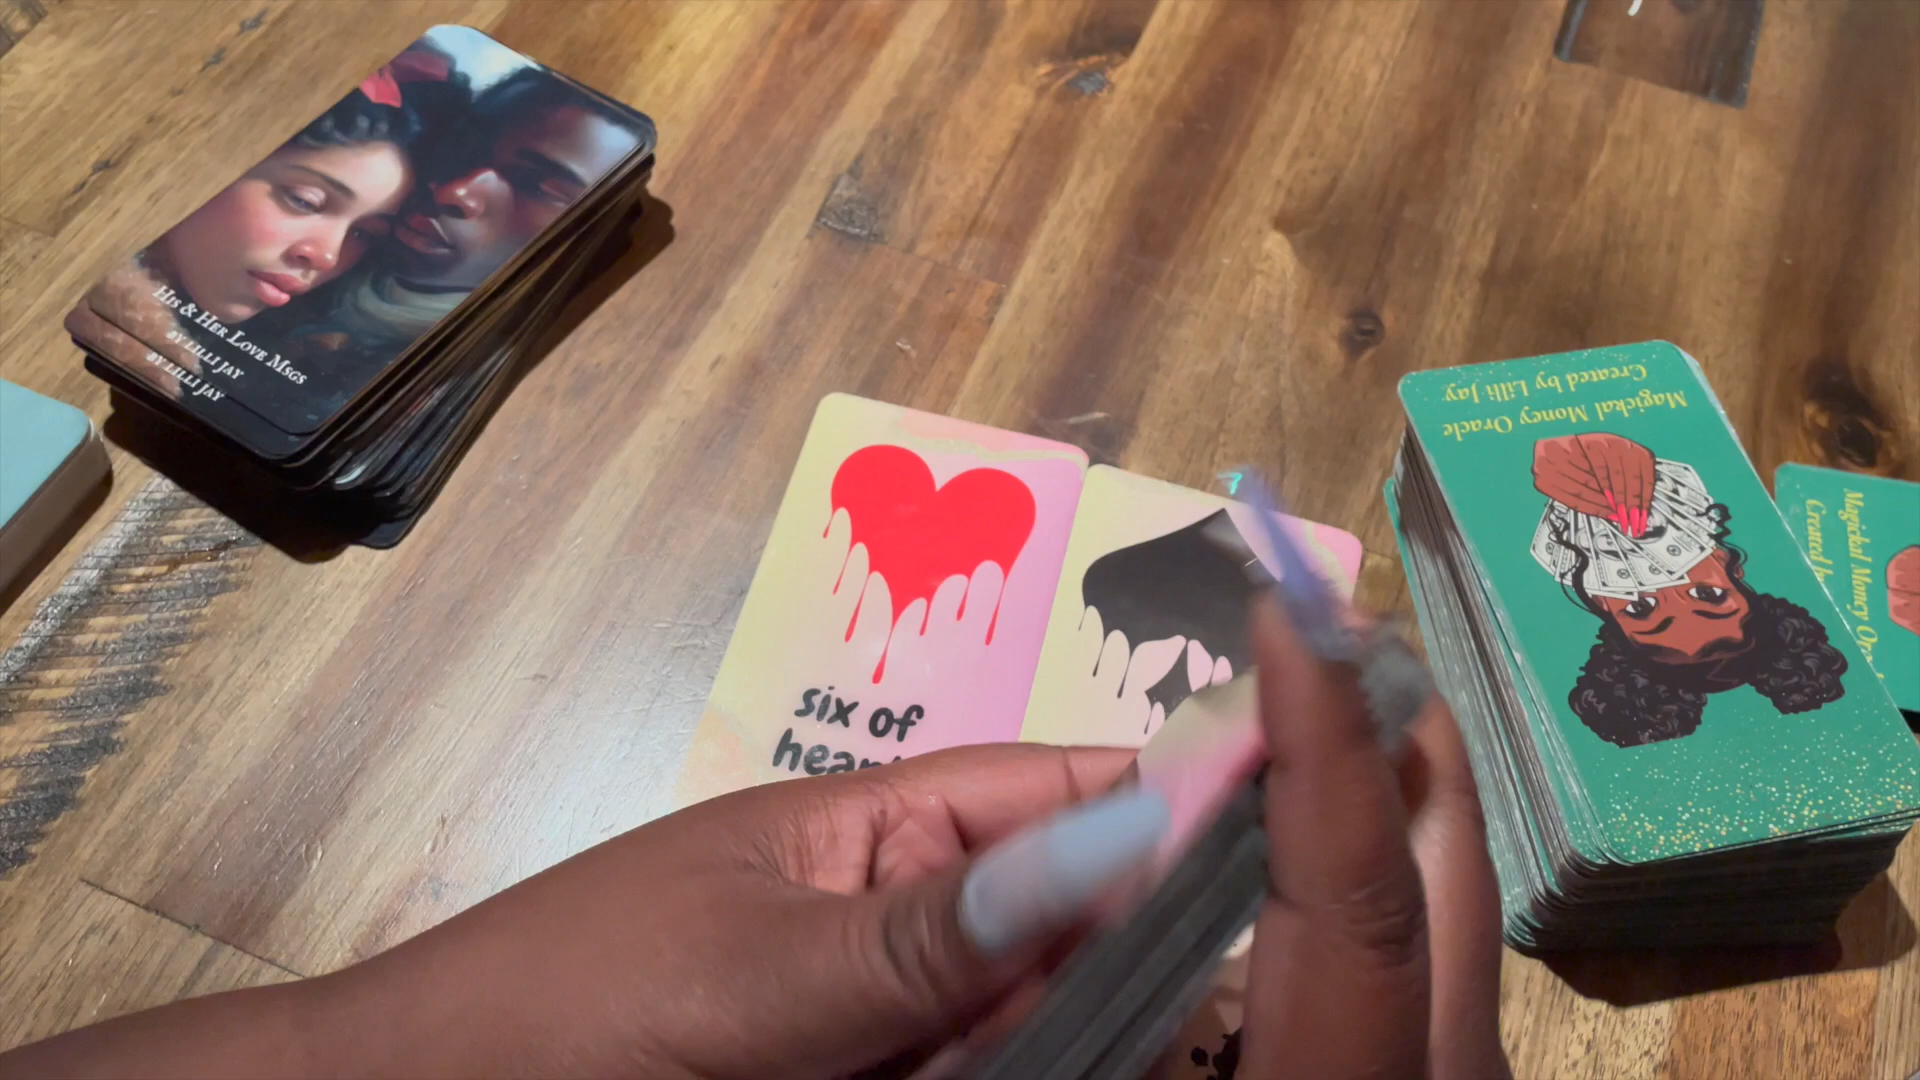 His & Her Love Msgs
by Lilli Jay
by Lilli Jay
six of
Magickal Money Oracle
Created by Lilli Jay
Magickal Money
Created